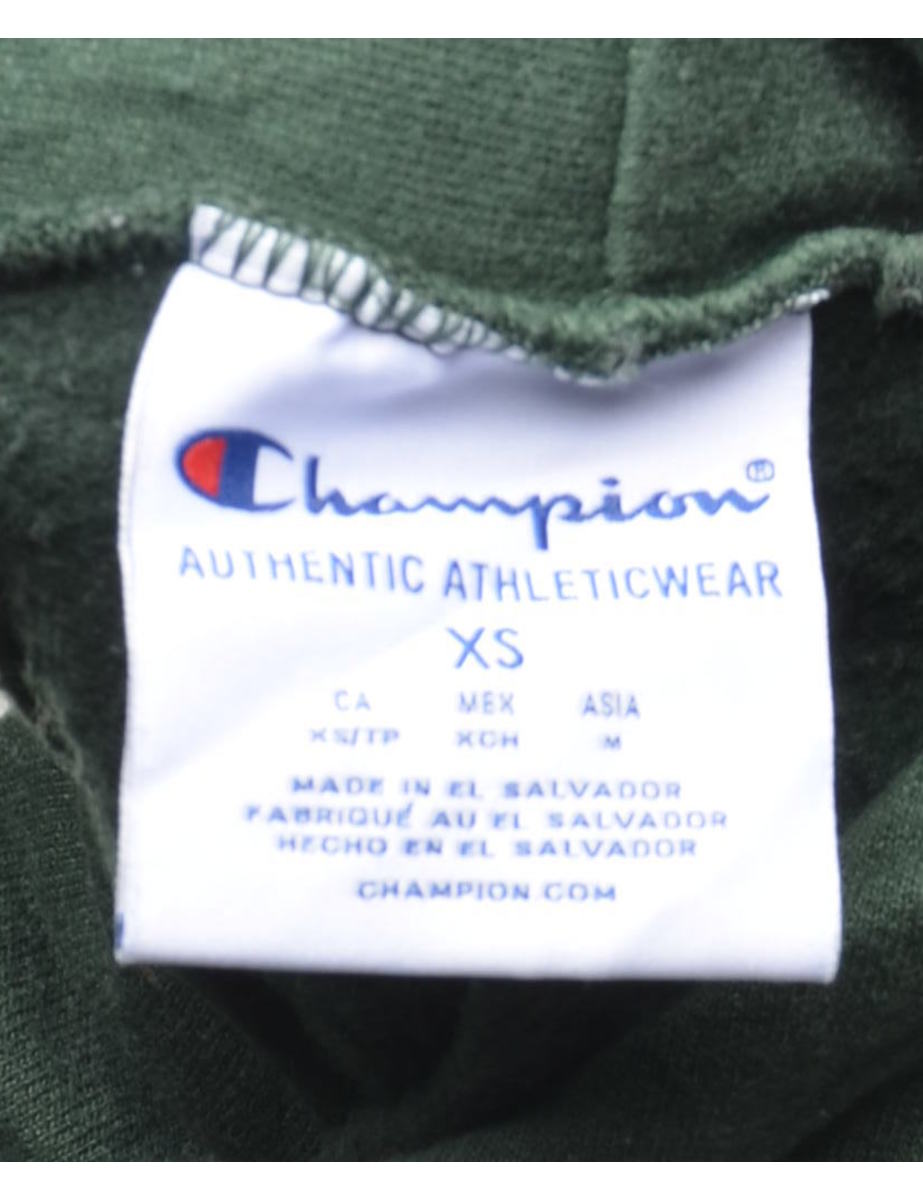 Champion®
AUTHENTIC ATHLETICWEAR
XS
CA MEX ASIA
XS/TP XCH M
MADE IN EL SALVADOR
FABRIQUÉ AU EL SALVADOR
HECHO EN EL SALVADOR
CHAMPION.COM